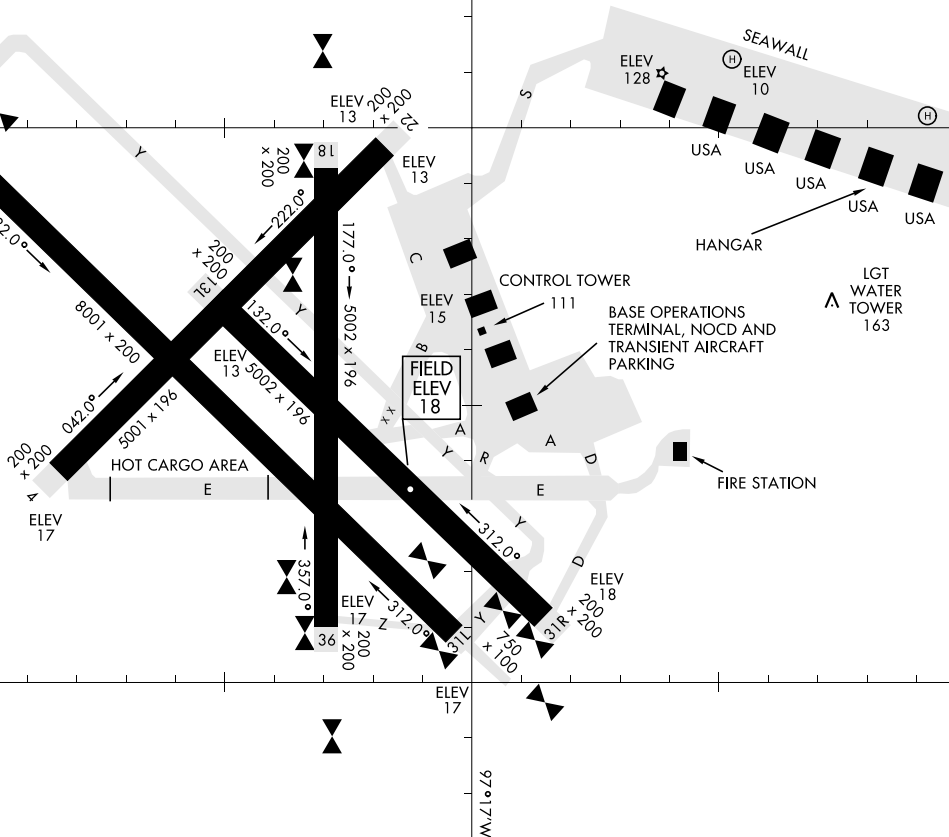 SEAWALL
ELEV
128
H
ELEV
10
H
USA
USA
USA
USA
USA
HANGAR
S
ELEV
13
200
x 200
22
ELEV
13
Y
18
200
x 200
222.0°
177.0°
5002 x 196
200
x 200
13L
C
CONTROL TOWER
111
ELEV
15
LGT
WATER
TOWER
163
BASE OPERATIONS
TERMINAL, NOCD AND
TRANSIENT AIRCRAFT
PARKING
8001 x 200
132.0°
Y
ELEV
13
5002 x 196
B
FIELD
ELEV
18
042.0°
5001 x 196
X X
A
A
Y
R
D
200
x 200
4
ELEV
17
HOT CARGO AREA
E
E
FIRE STATION
312.0°
Y
D
357.0°
ELEV
17
312.0°
Z
36
200
x 200
31L
Y
750
x 100
31R
200
x 200
ELEV
18
ELEV
17
97°17'W